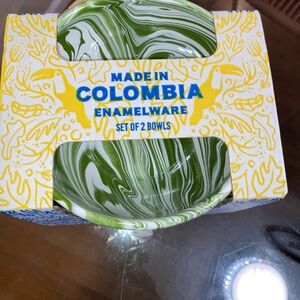 MADE IN
COLOMBIA
ENAMELWARE
SET OF 2 BOWLS